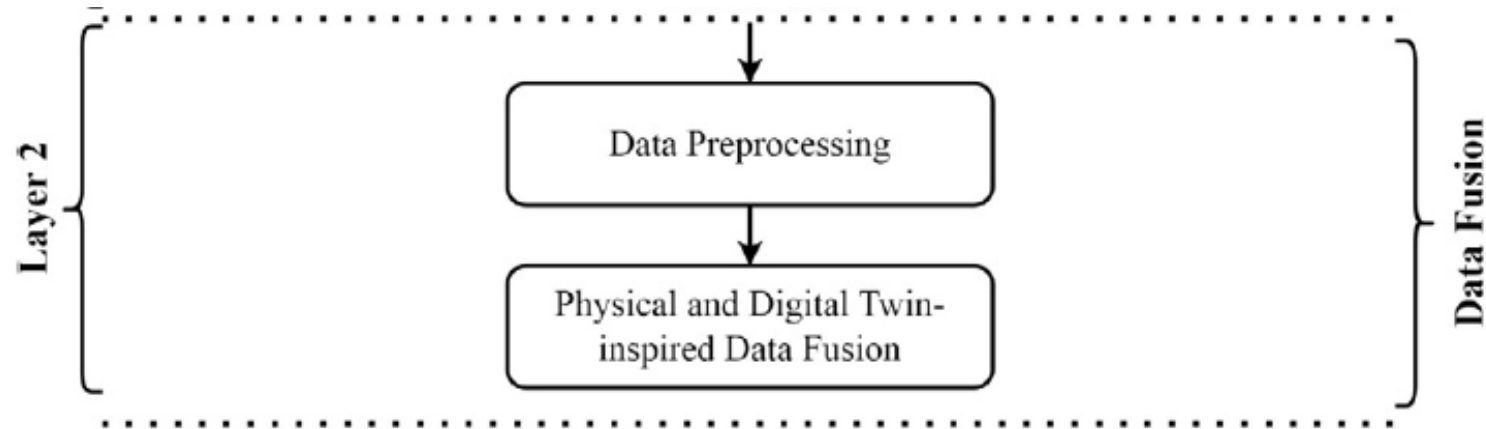 Layer 2
Data Preprocessing
Physical and Digital Twin-
inspired Data Fusion
Data Fusion